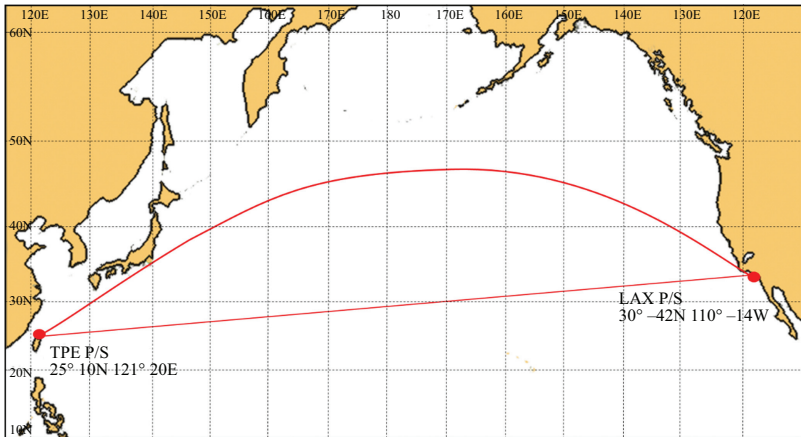 120E 130E 140E 150E 160E 170E 180 170E 160E 150E 140E 130E 120E
60N
50N
40N
30N
20N
10N
LAX P/S
30° –42N 110° –14W
TPE P/S
25° 10N 121° 20E